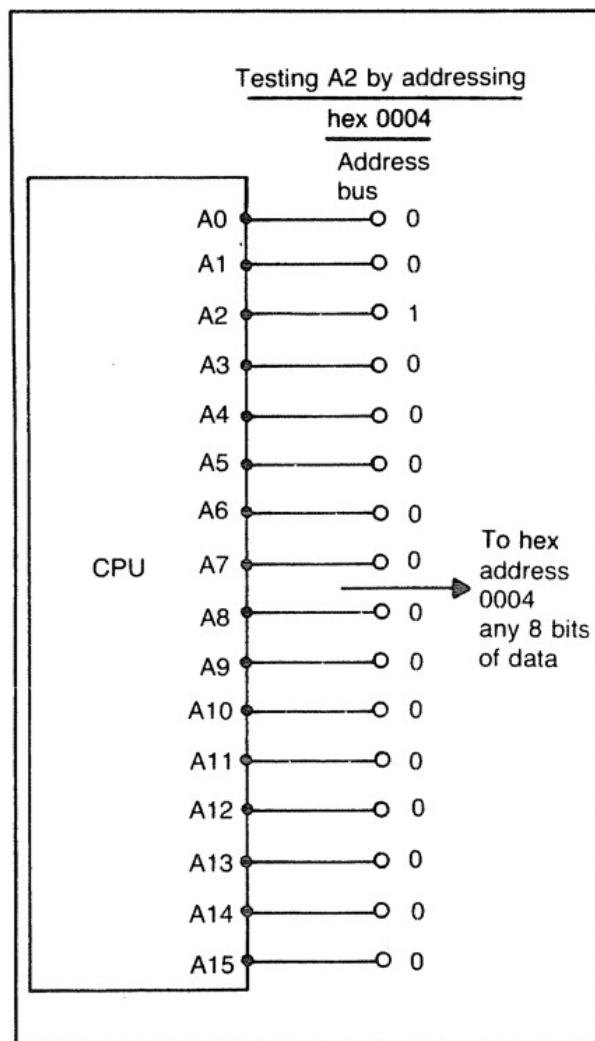 Testing A2 by addressing
hex 0004
Address
bus
A0 0
A1 0
A2 1
A3 0
A4 0
A5 0
A6 0
A7 0
CPU
To hex
address
0004
any 8 bits
of data
A8 0
A9 0
A10 0
A11 0
A12 0
A13 0
A14 0
A15 0